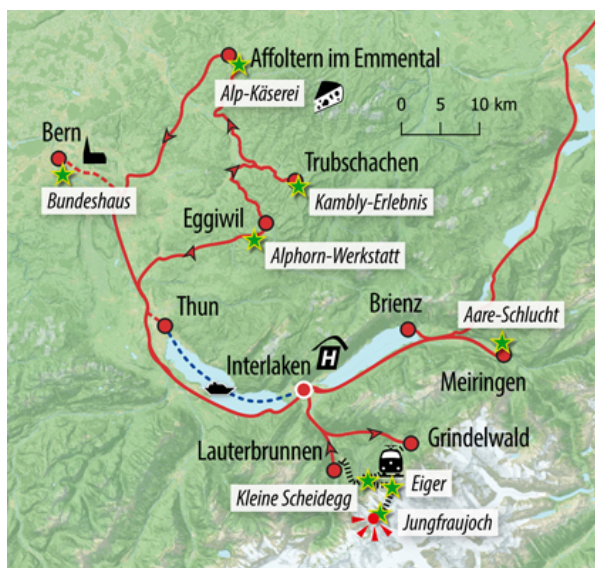 Affoltern im Emmental
Alp-Käserei
0 5 10 km
Bern
Bundeshaus
Trubschachen
Kambly-Erlebnis
Eggiwil
Alphorn-Werkstatt
Thun
Brienz
Aare-Schlucht
Interlaken
H
Meiringen
Lauterbrunnen
Grindelwald
Kleine Scheidegg
Eiger
Jungfraujoch